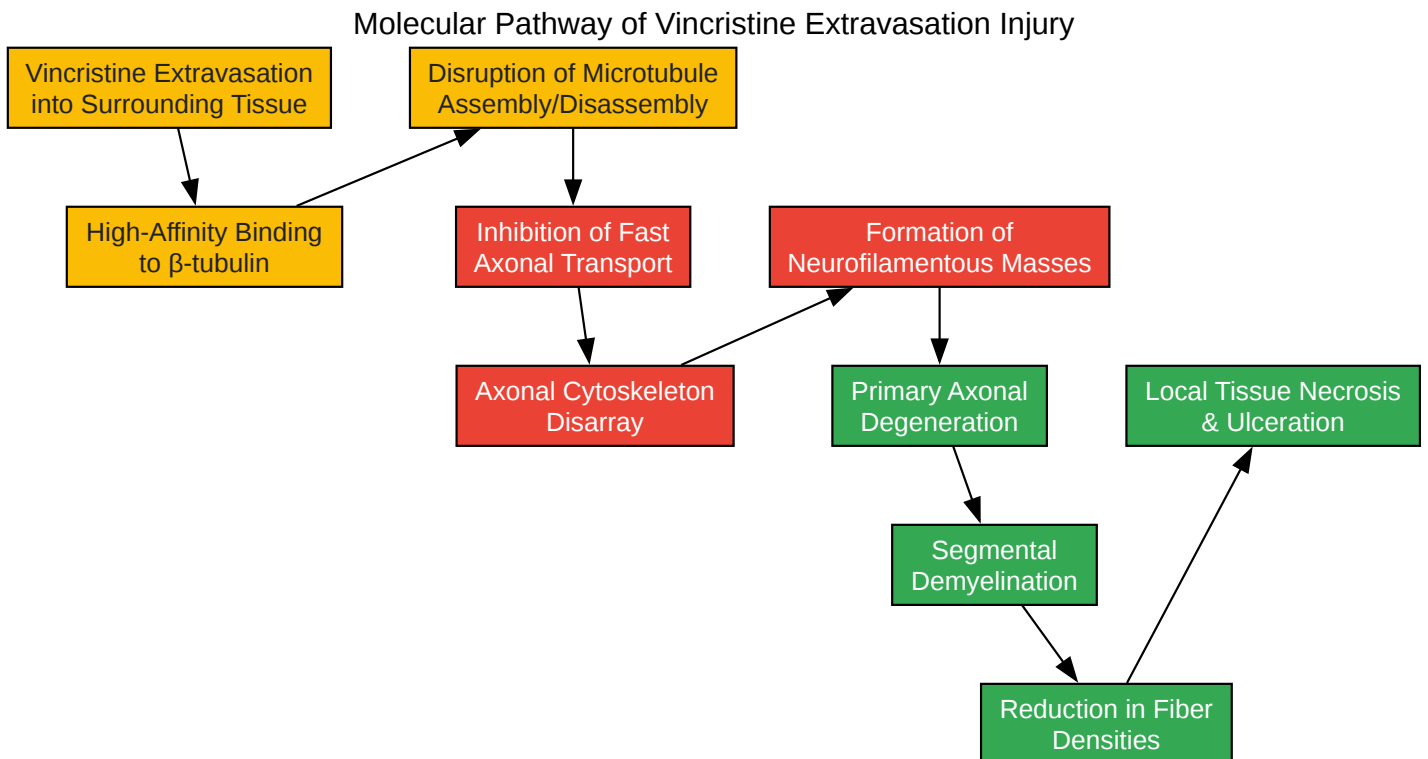 Molecular Pathway of Vincristine Extravasation Injury
Vincristine Extravasation
into Surrounding Tissue
High-Affinity Binding
to β-tubulin
Disruption of Microtubule
Assembly/Disassembly
Inhibition of Fast
Axonal Transport
Axonal Cytoskeleton
Disarray
Formation of
Neurofilamentous Masses
Primary Axonal
Degeneration
Segmental
Demyelination
Reduction in Fiber
Densities
Local Tissue Necrosis
& Ulceration